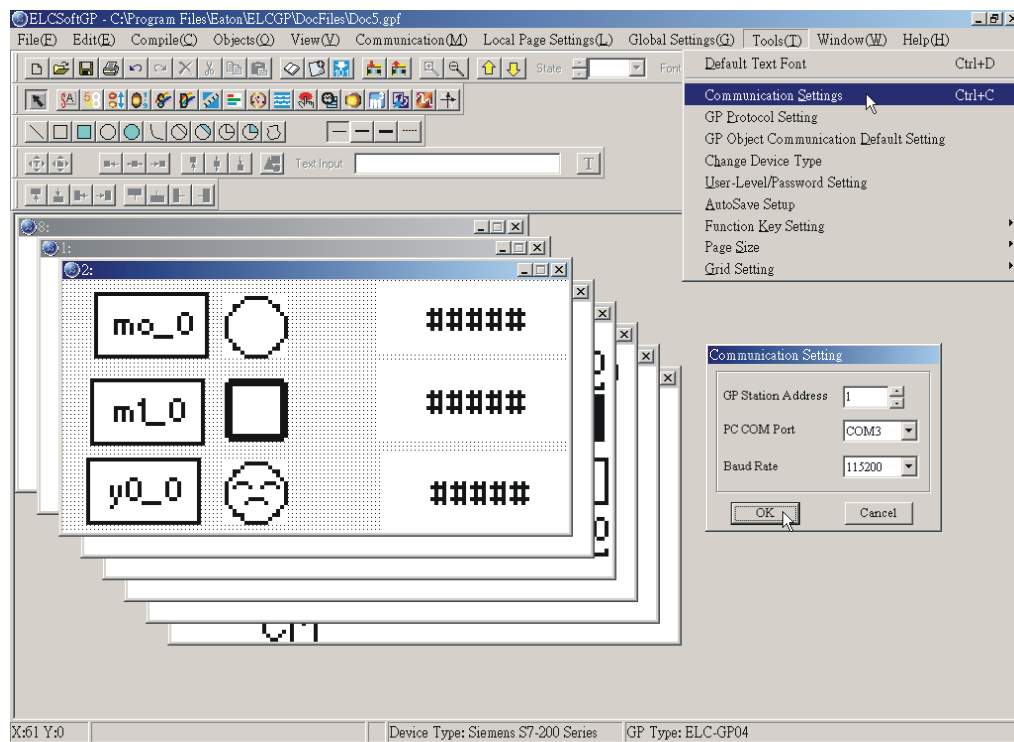 ELCSoftGP - C:\Program Files\Eaton\ELCGP\DocFiles\Doc5.gpf
File(F) Edit(E) Compile(C) Objects(O) View(V) Communication(M) Local Page Settings(L) Global Settings(G) Tools(T) Window(W) Help(H)
State
Font
Default Text Font Ctrl+D
Communication Settings Ctrl+C
GP Protocol Setting
GP Object Communication Default Setting
Change Device Type
User-Level/Password Setting
AutoSave Setup
Function Key Setting
Page Size
Grid Setting
Text Input
T
8:
1:
2:
mo_0 #####
m1_0 #####
y0_0 #####
Communication Setting
GP Station Address 1
PC COM Port COM3
Baud Rate 115200
OK Cancel
X:61 Y:0 Device Type: Siemens S7-200 Series GP Type: ELC-GP04